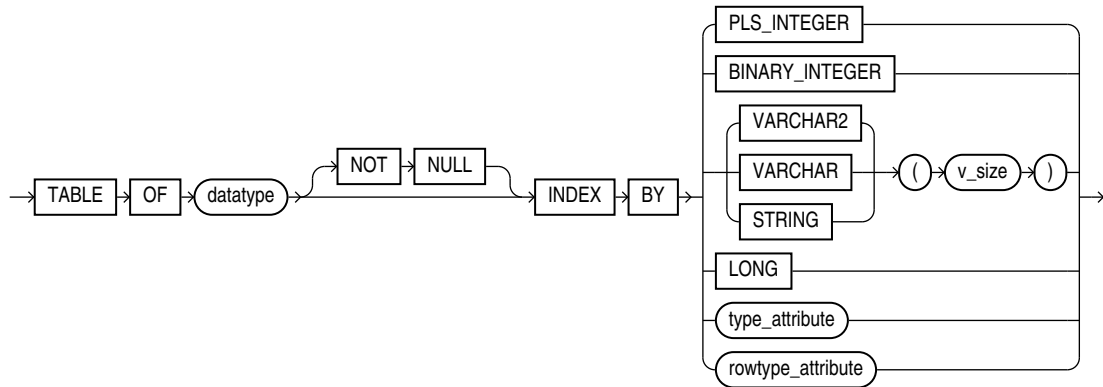 PLS_INTEGER
BINARY_INTEGER
VARCHAR2
NOT NULL
VARCHAR ( v_size )
TABLE OF datatype INDEX BY
STRING
LONG
type_attribute
rowtype_attribute